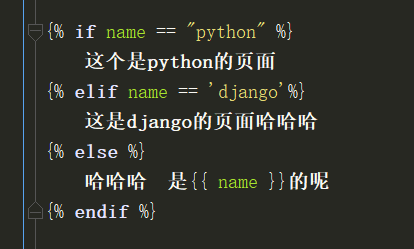 {% if name == "python" %}
这个是python的页面
{% elif name == 'django'%}
这是django的页面哈哈哈
{% else %}
哈哈哈  是{{ name }}的呢
{% endif %}